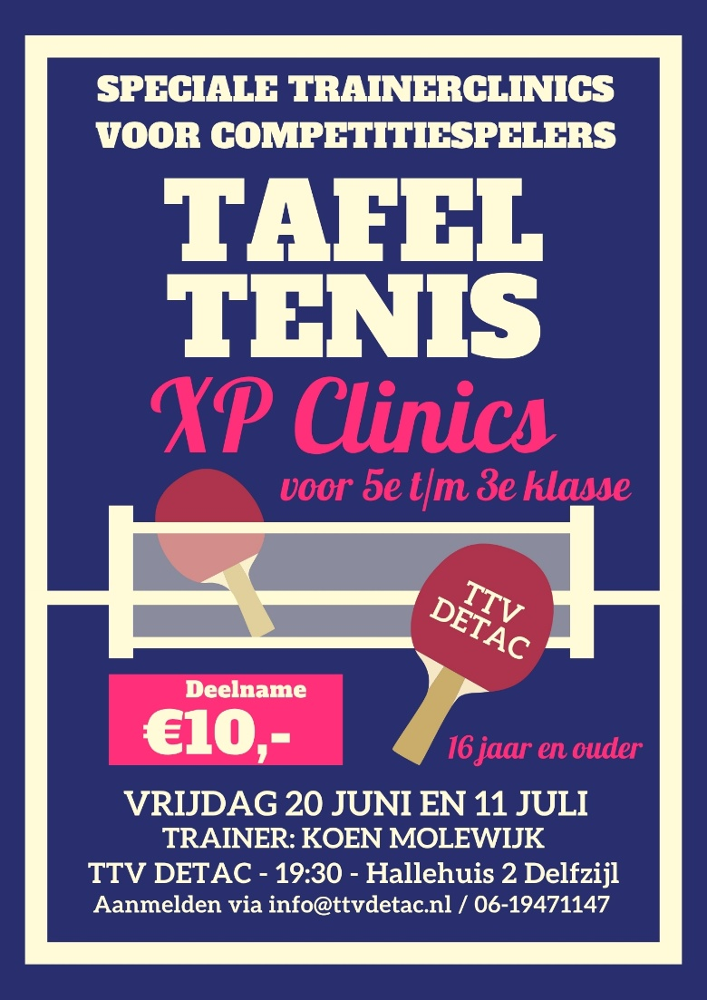 SPECIALE TRAINERCLINICS
VOOR COMPETITIESPELERS
TAFEL
TENIS
XP Clinics
voor 5e t/m 3e klasse
TTV
DETAC
Deelname
€10,-
16 jaar en ouder
VRIJDAG 20 JUNI EN 11 JULI
TRAINER: KOEN MOLEWIJK
TTV DETAC - 19:30 - Hallehuis 2 Delfzijl
Aanmelden via info@ttvdetac.nl / 06-19471147